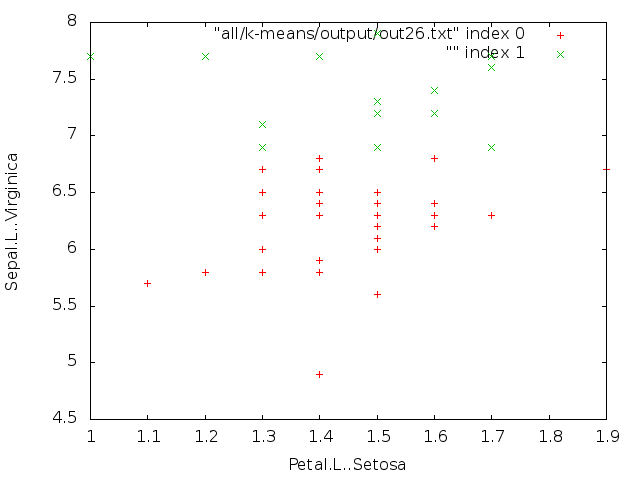 8
7.5
7
6.5
6
5.5
5
4.5
1 1.1 1.2 1.3 1.4 1.5 1.6 1.7 1.8 1.9
Sepal.L..Virginica
Petal.L..Setosa
"all/k-means/output/out26.txt" index 0
"" index 1